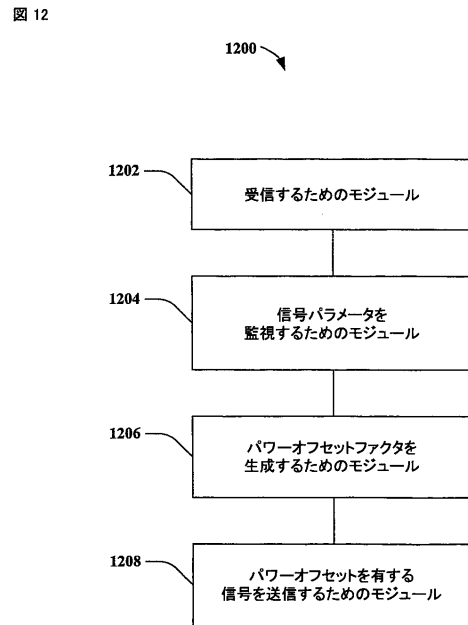 図 12
1200
1202
受信するためのモジュール
1204
信号パラメータを
監視するためのモジュール
1206
パワーオフセットファクタを
生成するためのモジュール
1208
パワーオフセットを有する
信号を送信するためのモジュール